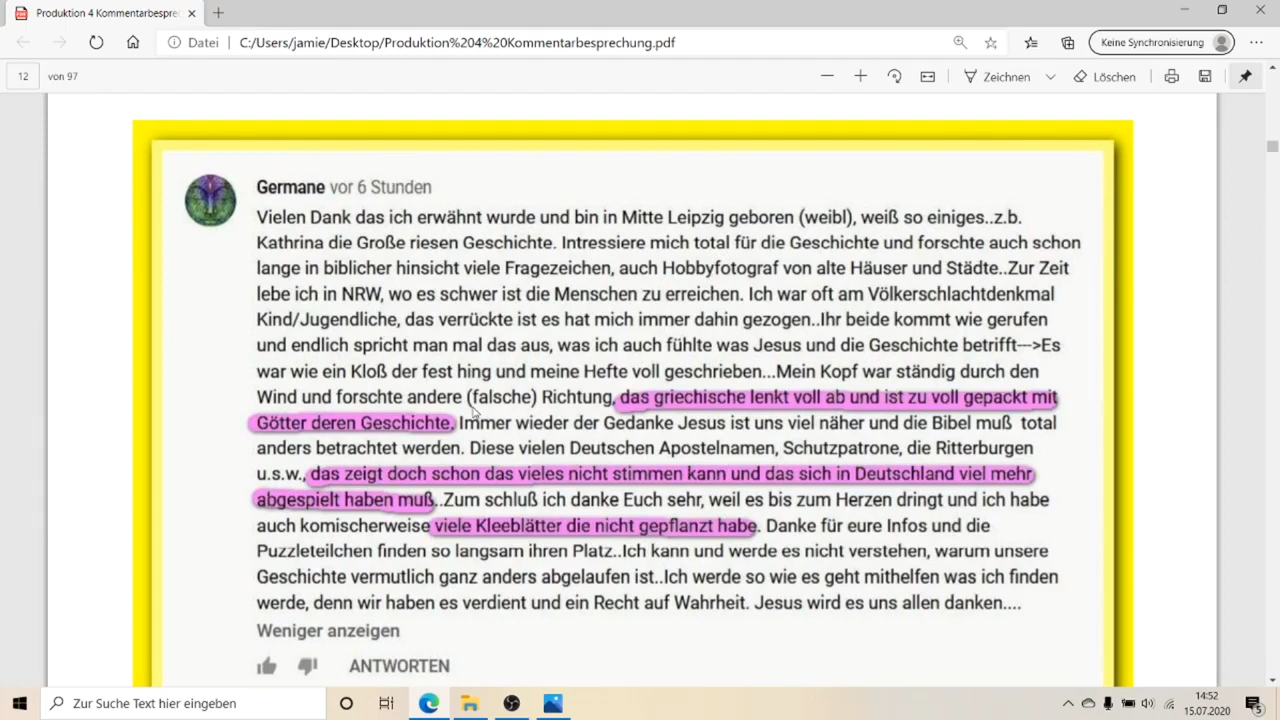 Produktion 4 Kommentarbespre
Datei
C:/Users/jamie/Desktop/Produktion%204%20Kommentarbesprechung.pdf
Keine Synchronisierung
12
von 97
Zeichnen
Löschen
Germane vor 6 Stunden
Vielen Dank das ich erwähnt wurde und bin in Mitte Leipzig geboren (weibl), weiß so einiges..z.b.
Kathrina die Große riesen Geschichte. Intressiere mich total für die Geschichte und forschte auch schon
lange in biblicher hinsicht viele Fragezeichen, auch Hobbyfotograf von alte Häuser und Städte..Zur Zeit
lebe ich in NRW, wo es schwer ist die Menschen zu erreichen. Ich war oft am Völkerschlachtdenkmal
Kind/Jugendliche, das verrückte ist es hat mich immer dahin gezogen..Ihr beide kommt wie gerufen
und endlich spricht man mal das aus, was ich auch fühlte was Jesus und die Geschichte betrifft--->Es
war wie ein Kloß der fest hing und meine Hefte voll geschrieben...Mein Kopf war ständig durch den
Wind und forschte andere (falsche) Richtung, das griechische lenkt voll ab und ist zu voll gepackt mit
Götter deren Geschichte. Immer wieder der Gedanke Jesus ist uns viel näher und die Bibel muß total
anders betrachtet werden. Diese vielen Deutschen Apostelnamen, Schutzpatrone, die Ritterburgen
u.s.w., das zeigt doch schon das vieles nicht stimmen kann und das sich in Deutschland viel mehr
abgespielt haben muß..Zum schluß ich danke Euch sehr, weil es bis zum Herzen dringt und ich habe
auch komischerweise viele Kleeblätter die nicht gepflanzt habe. Danke für eure Infos und die
Puzzleteilchen finden so langsam ihren Platz..Ich kann und werde es nicht verstehen, warum unsere
Geschichte vermutlich ganz anders abgelaufen ist..Ich werde so wie es geht mithelfen was ich finden
werde, denn wir haben es verdient und ein Recht auf Wahrheit. Jesus wird es uns allen danken....
Weniger anzeigen
ANTWORTEN
Zur Suche Text hier eingeben
14:52
15.07.2020
5